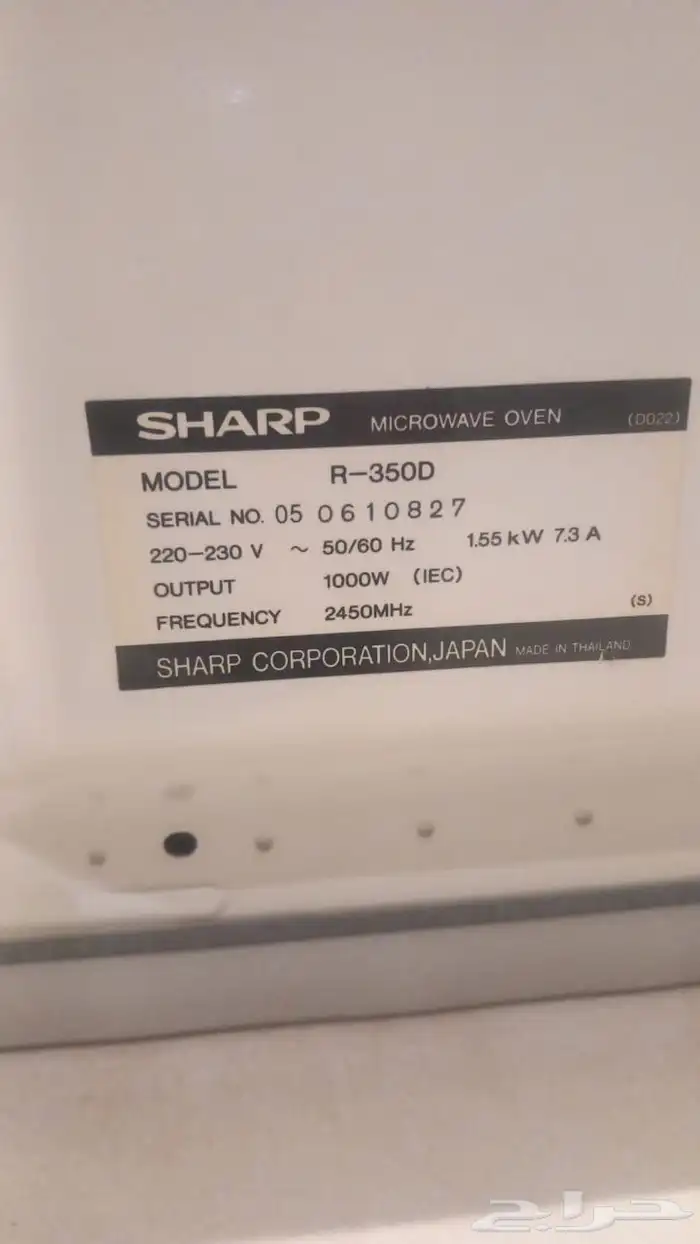 SHARP MICROWAVE OVEN (D022)
MODEL R-350D
SERIAL NO. 05 0610827
220-230 V ~ 50/60 Hz 1.55 kW 7.3 A
OUTPUT 1000W (IEC)
FREQUENCY 2450MHz (S)
SHARP CORPORATION,JAPAN MADE IN THAILAND
حراج